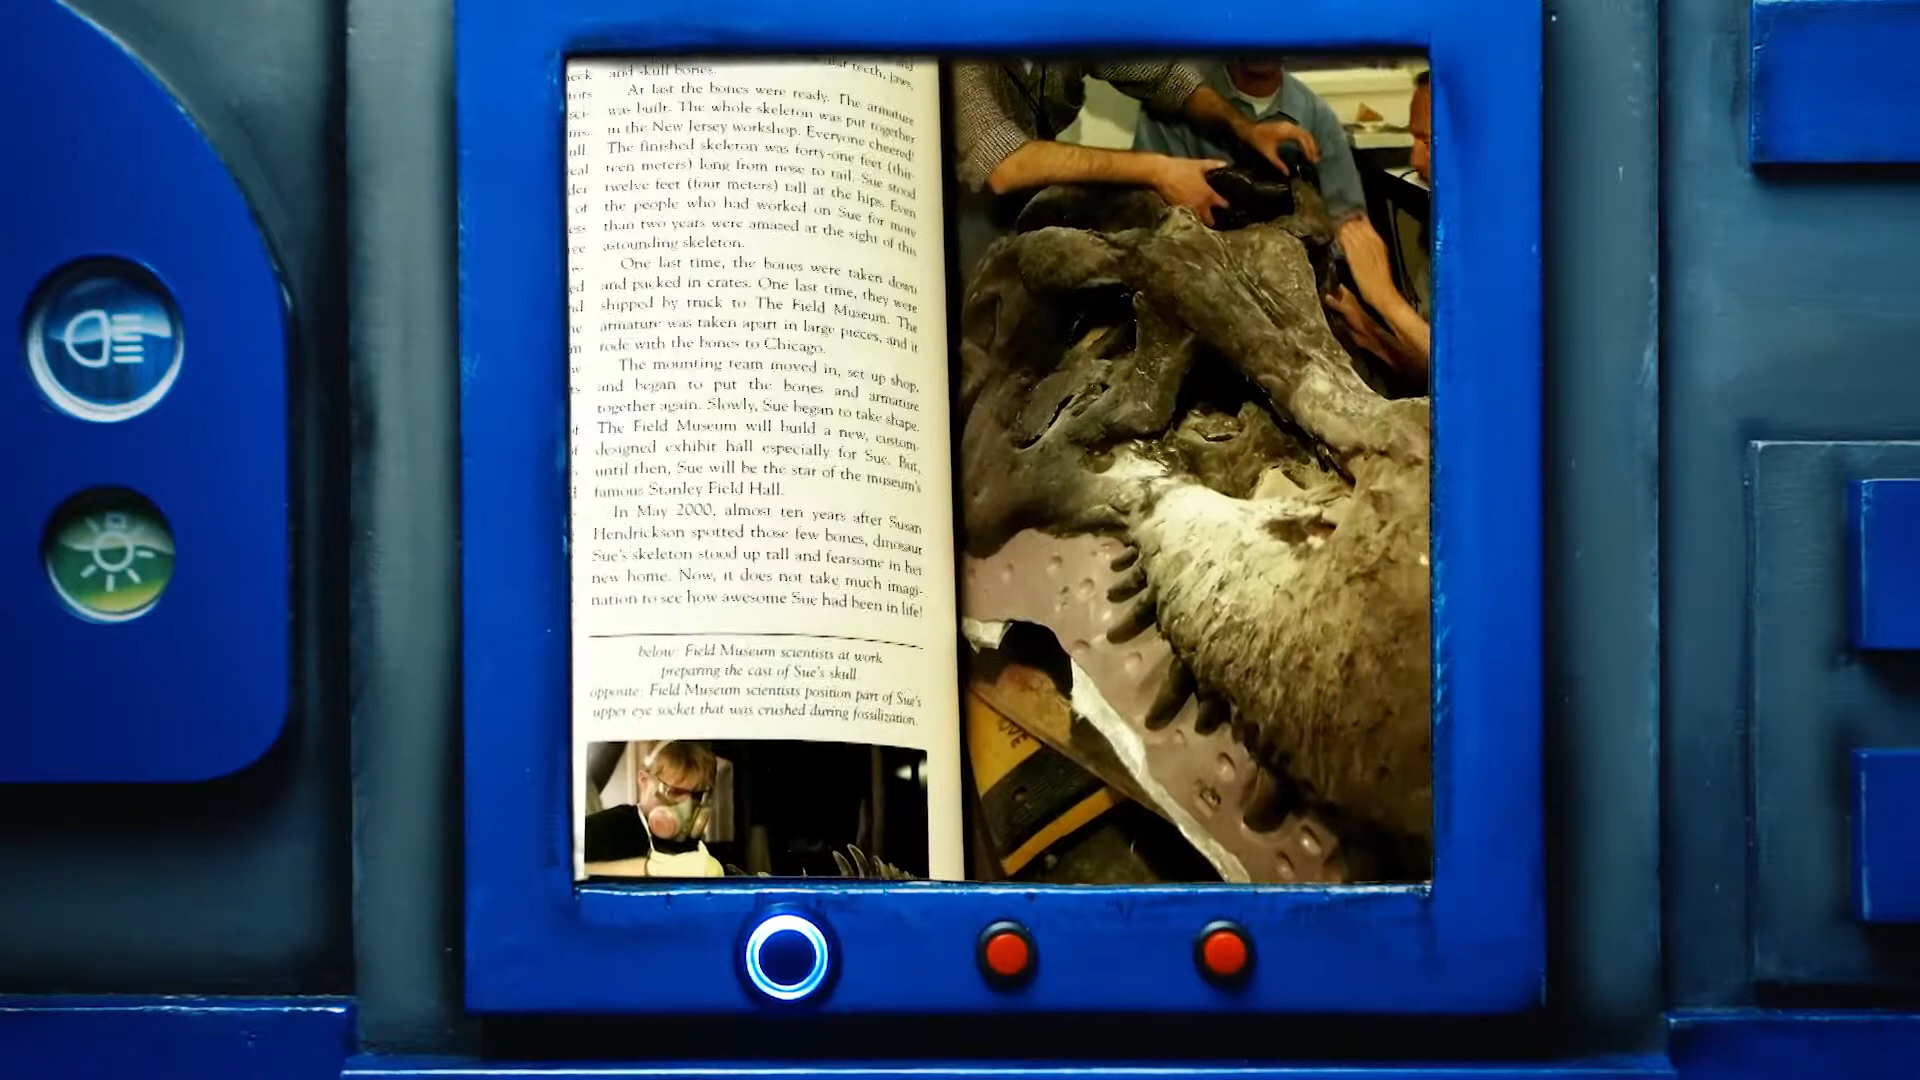 and
lar teeth, jaws,
and skull bones.
At last the bones were ready. The armature
was built. The whole skeleton was put together
in the New Jersey workshop. Everyone cheered!
The finished skeleton was forty-one feet (thir-
teen meters) long from nose to tail. Sue stood
twelve feet (four meters) tall at the hips. Even
the people who had worked on Sue for more
than two years were amazed at the sight of this
astounding skeleton.
One last time, the bones were taken down
and packed in crates. One last time, they were
shipped by truck to The Field Museum. The
armature was taken apart in large pieces, and it
rode with the bones to Chicago.
The mounting team moved in, set up shop,
and began to put the bones and armature
together again. Slowly, Sue began to take shape.
The Field Museum will build a new, custom-
designed exhibit hall especially for Sue. But,
until then, Sue will be the star of the museum's
famous Stanley Field Hall.
In May 2000, almost ten years after Susan
Hendrickson spotted those few bones, dinosaur
Sue's skeleton stood up tall and fearsome in her
new home. Now, it does not take much imagi-
nation to see how awesome Sue had been in life!
below: Field Museum scientists at work
preparing the cast of Sue's skull.
opposite: Field Museum scientists position part of Sue's
upper eye socket that was crushed during fossilization.